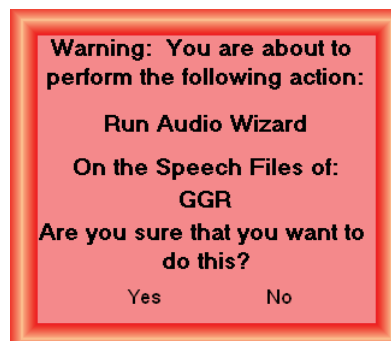 Warning:  You are about to
perform the following action:
Run Audio Wizard
On the Speech Files of:
GGR
Are you sure that you want to
do this?
Yes No